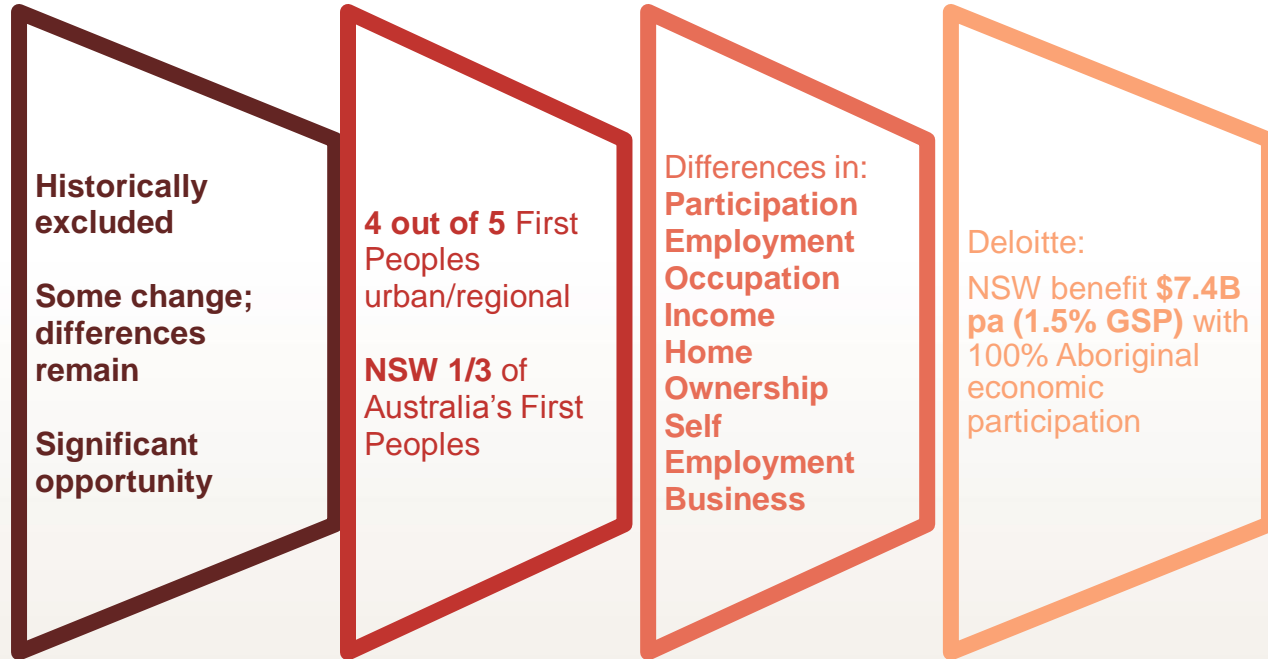 Historically
excluded
Some change;
differences
remain
Significant
opportunity
4 out of 5 First
Peoples
urban/regional
NSW 1/3 of
Australia’s First
Peoples
Differences in:
Participation
Employment
Occupation
Income
Home
Ownership
Self
Employment
Business
Deloitte:
NSW benefit $7.4B
pa (1.5% GSP) with
100% Aboriginal
economic
participation